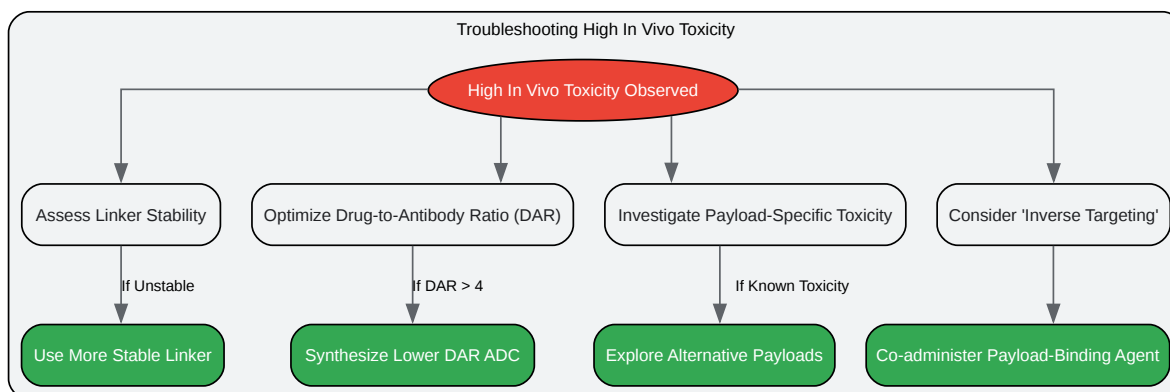 Troubleshooting High In Vivo Toxicity
High In Vivo Toxicity Observed
Assess Linker Stability
Optimize Drug-to-Antibody Ratio (DAR)
Investigate Payload-Specific Toxicity
Consider 'Inverse Targeting'
If Unstable
If DAR > 4
If Known Toxicity
Use More Stable Linker
Synthesize Lower DAR ADC
Explore Alternative Payloads
Co-administer Payload-Binding Agent